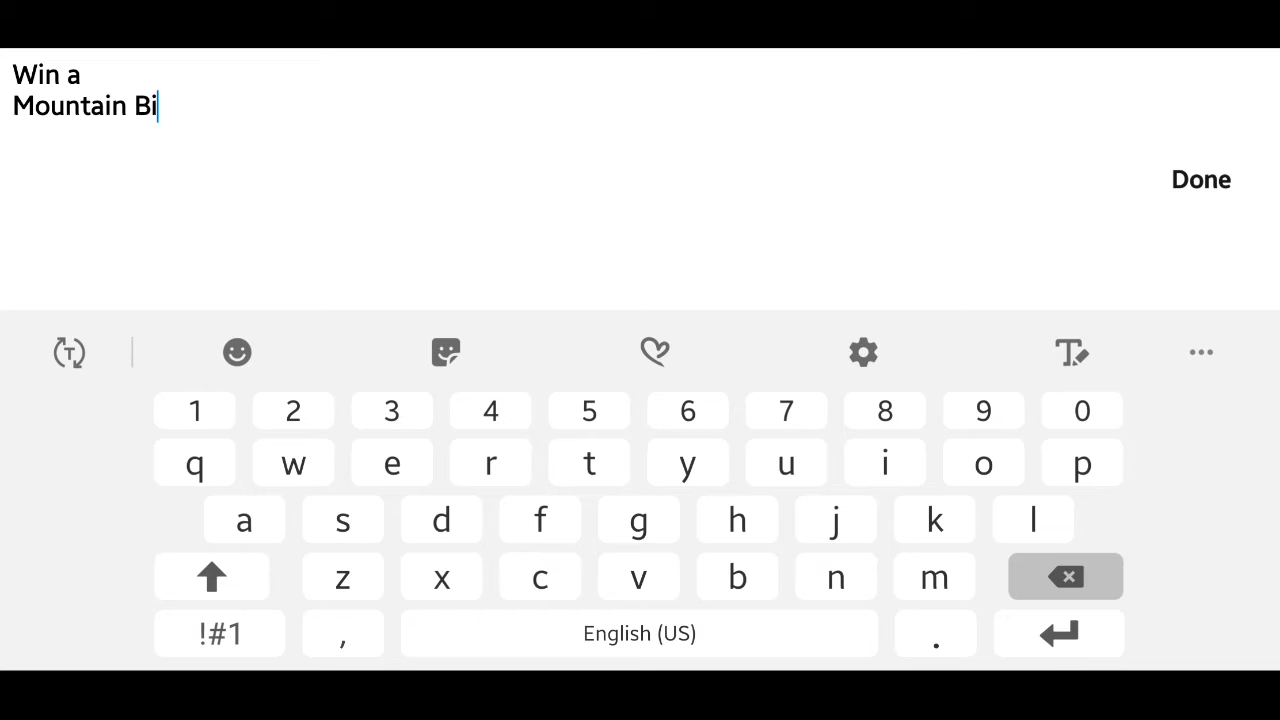 Win a
Mountain Bi
Done
T
T
1 2 3 4 5 6 7 8 9 0
q w e r t y u i o p
a s d f g h j k l
z x c v b n m
!#1 , English (US) .